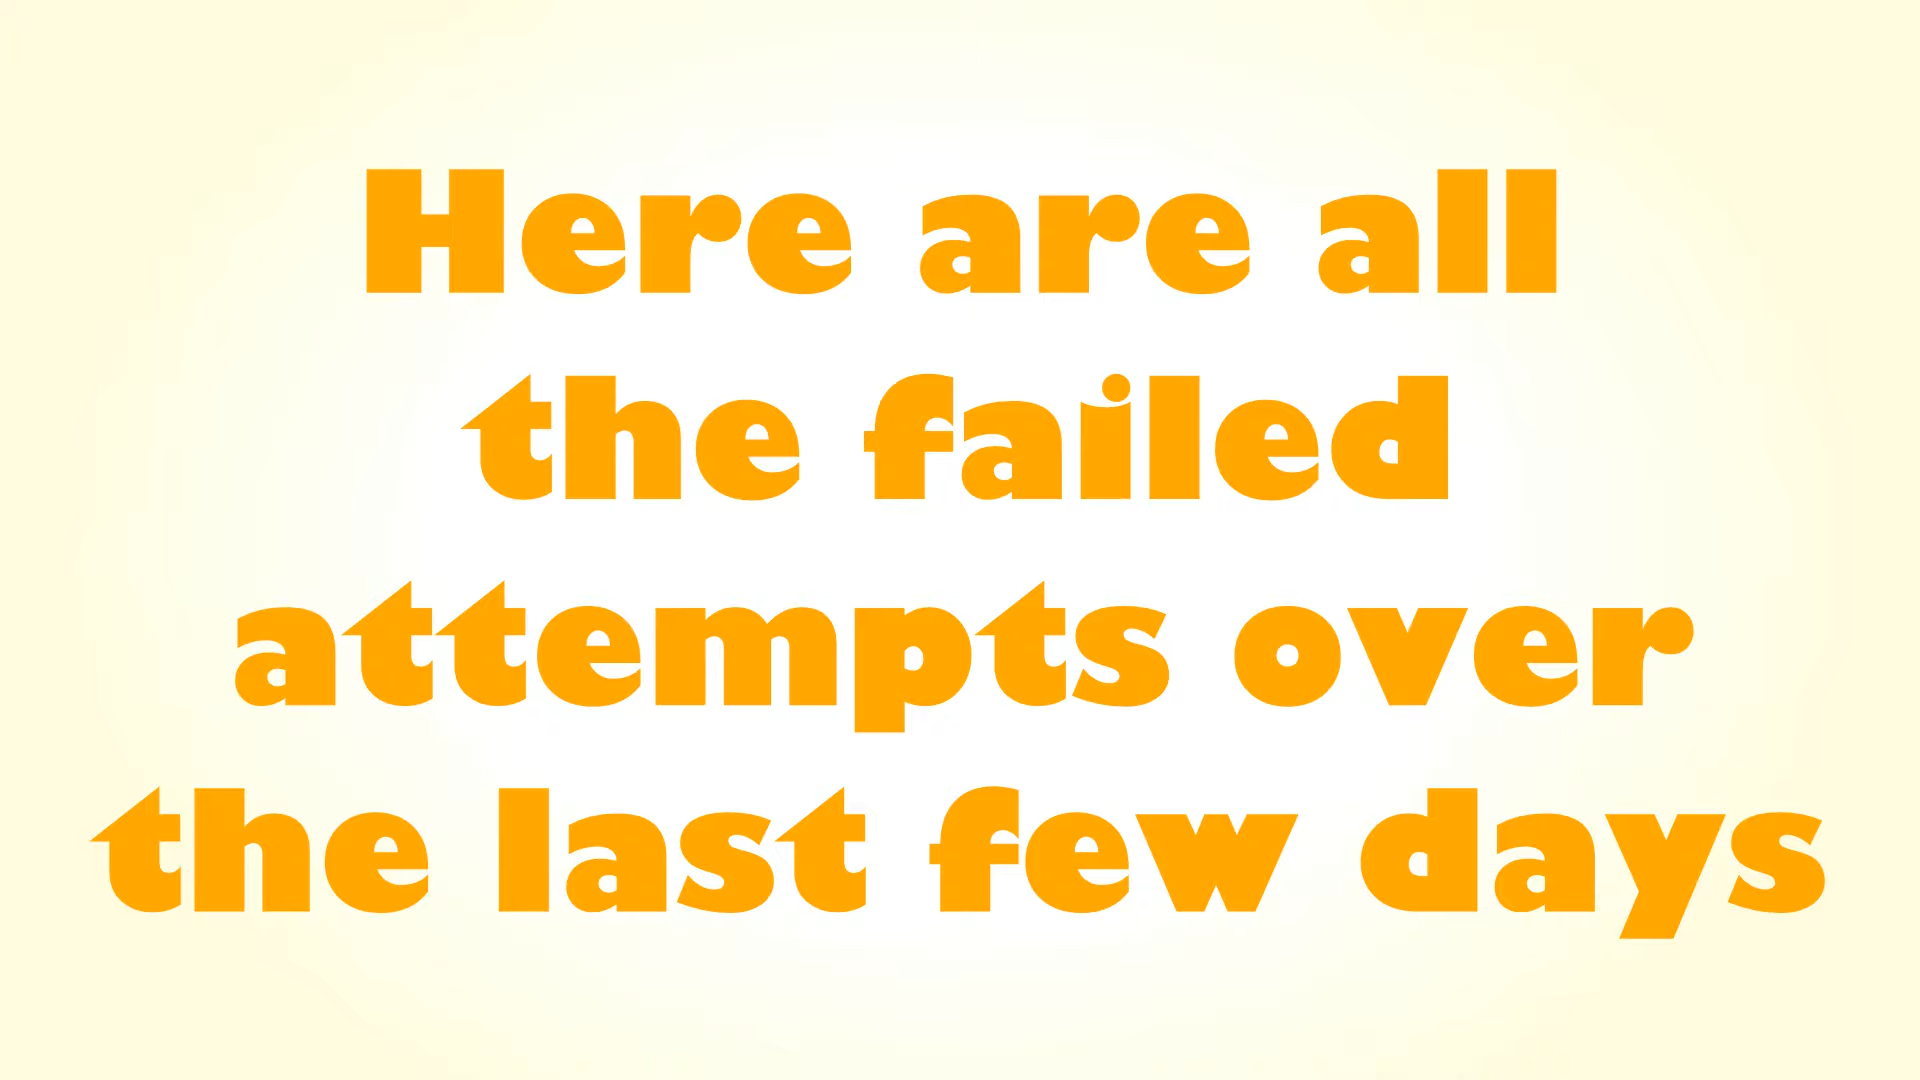 Here are all
the failed
attempts over
the last few days